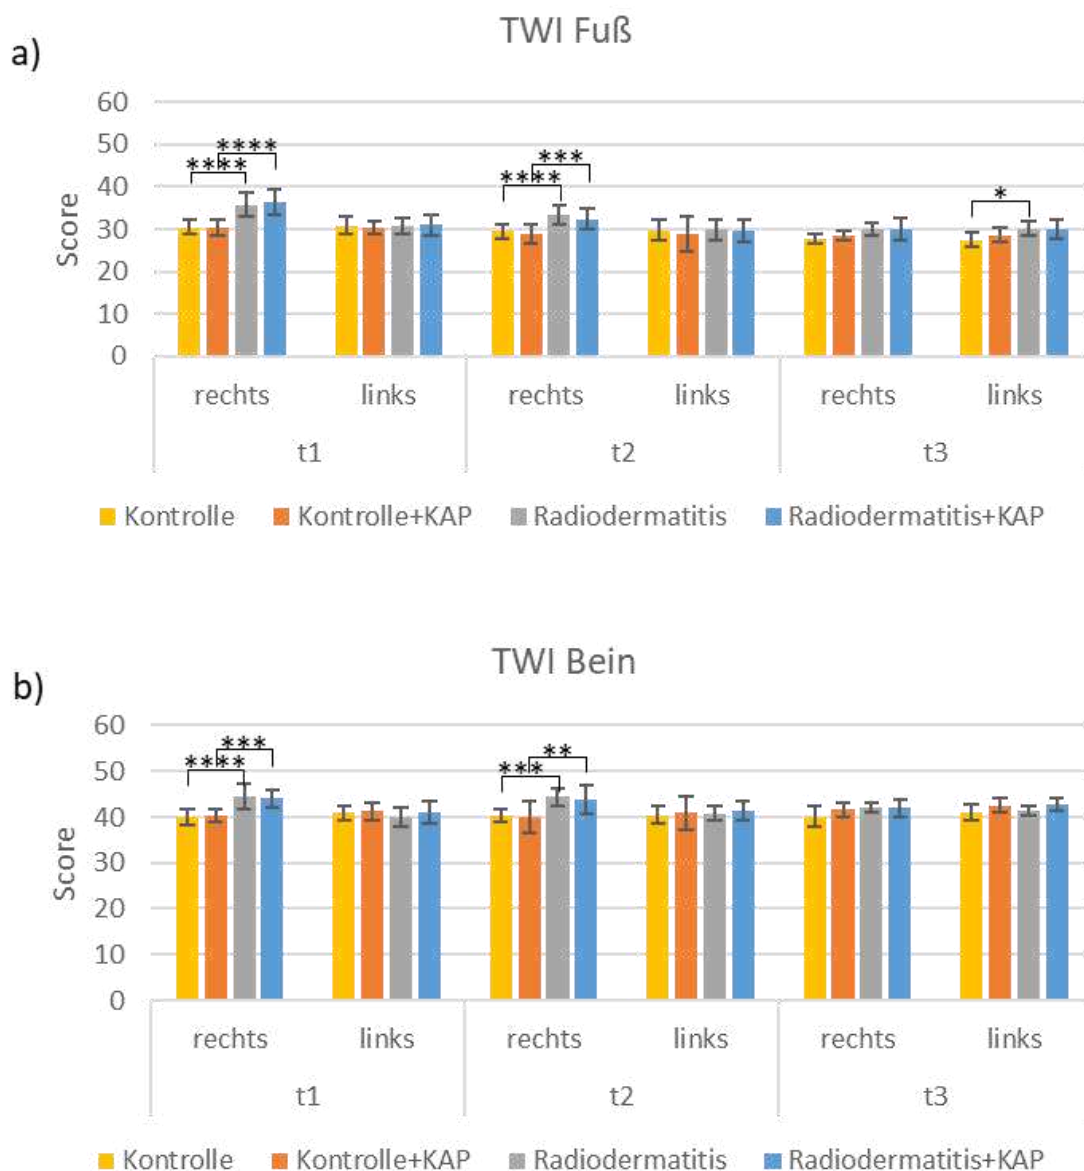 a)
TWI Fuß
60
50
40
30
20
10
0
Score
**** **** **** *** *
rechts links rechts links rechts links
t1 t2 t3
Kontrolle Kontrolle+KAP Radiodermatitis Radiodermatitis+KAP
b)
TWI Bein
60
50
40
30
20
10
0
Score
**** *** *** **
rechts links rechts links rechts links
t1 t2 t3
Kontrolle Kontrolle+KAP Radiodermatitis Radiodermatitis+KAP